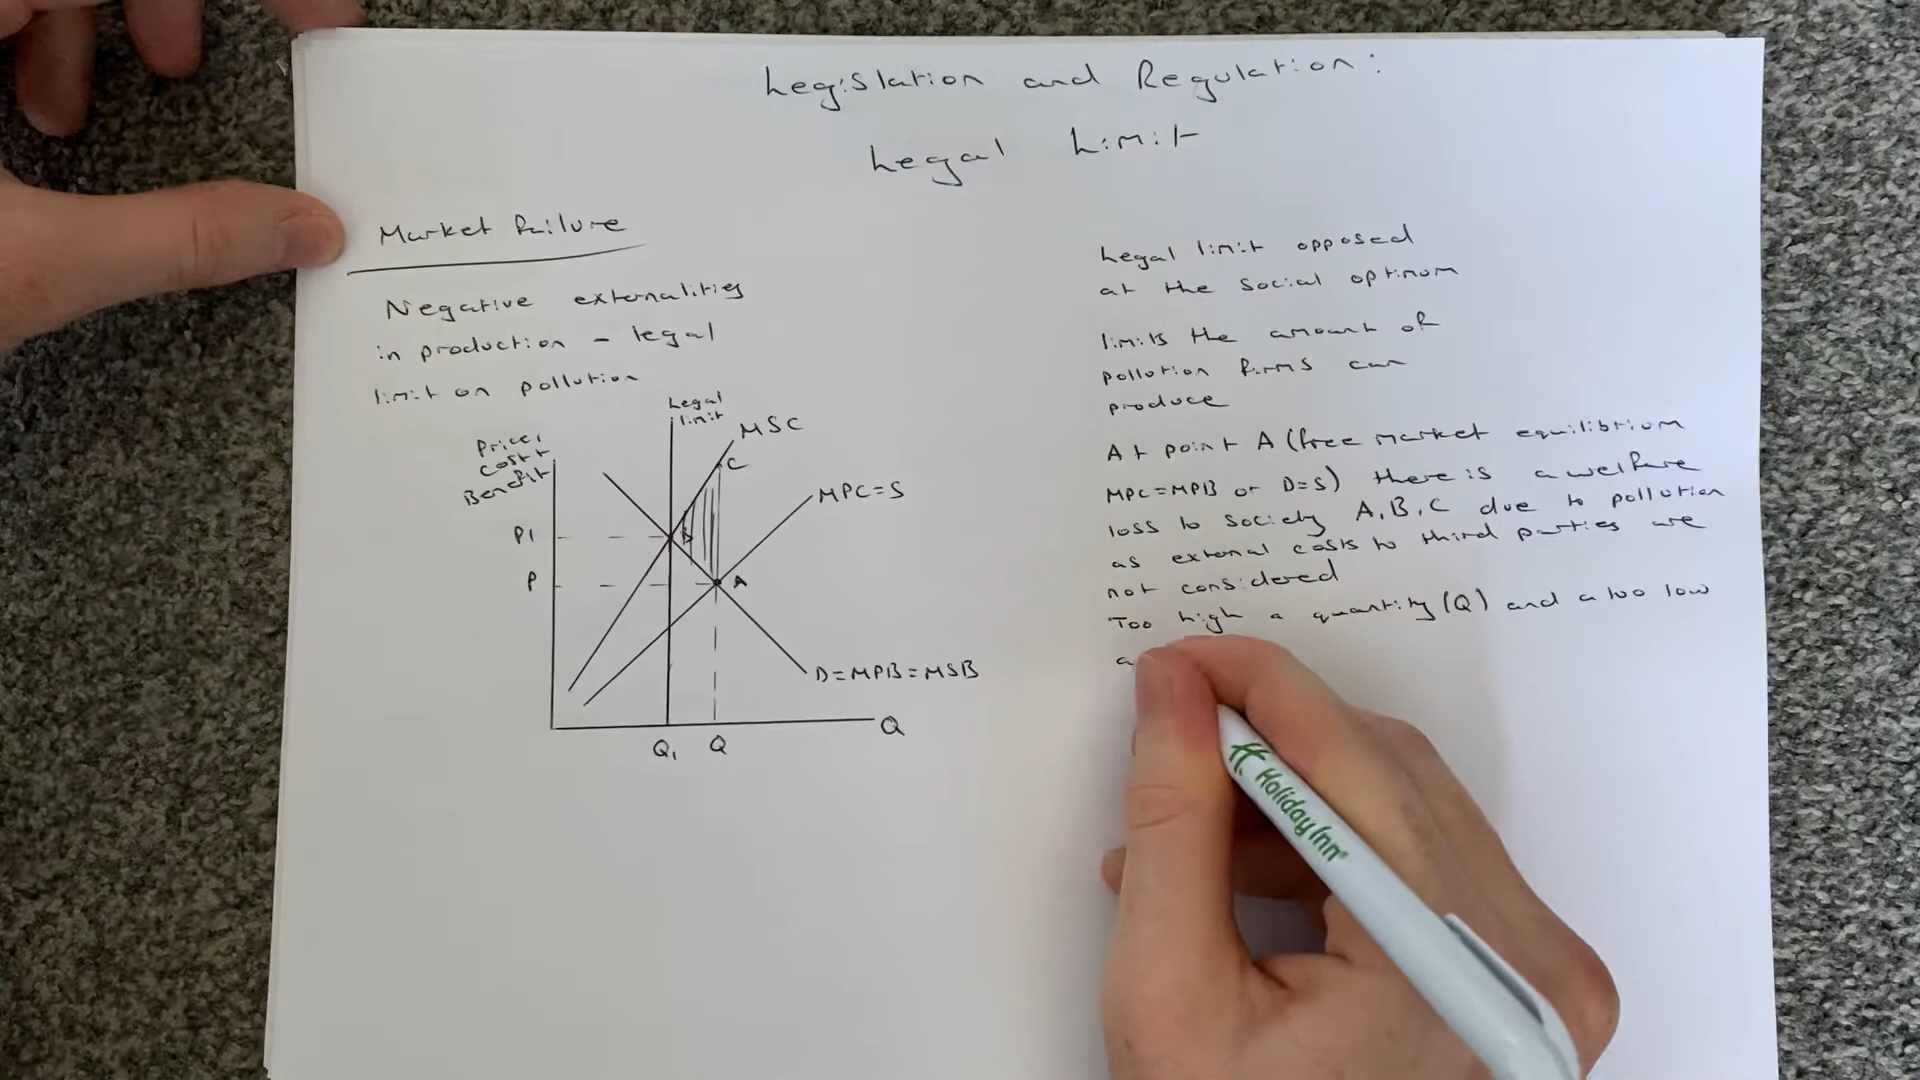 Legislation and Regulation:
Legal Limit
Market Failure
Negative externalities
in production - legal
limit on pollution
Legal
limit
Price,
Cost +
Benefit
MSC
C
MPC=S
P1
B
P
A
D=MPB=MSB
Q1 Q
Q
Legal limit opposed
at the social optimum
limits the amount of
pollution firms can
produce
At point A (free market equilibrium
MPC=MPB or D=S) there is a welfare
loss to society A,B,C due to pollution
as external costs to third parties are
not considered
Too high a quantity (Q) and a too low
a
Holiday Inn